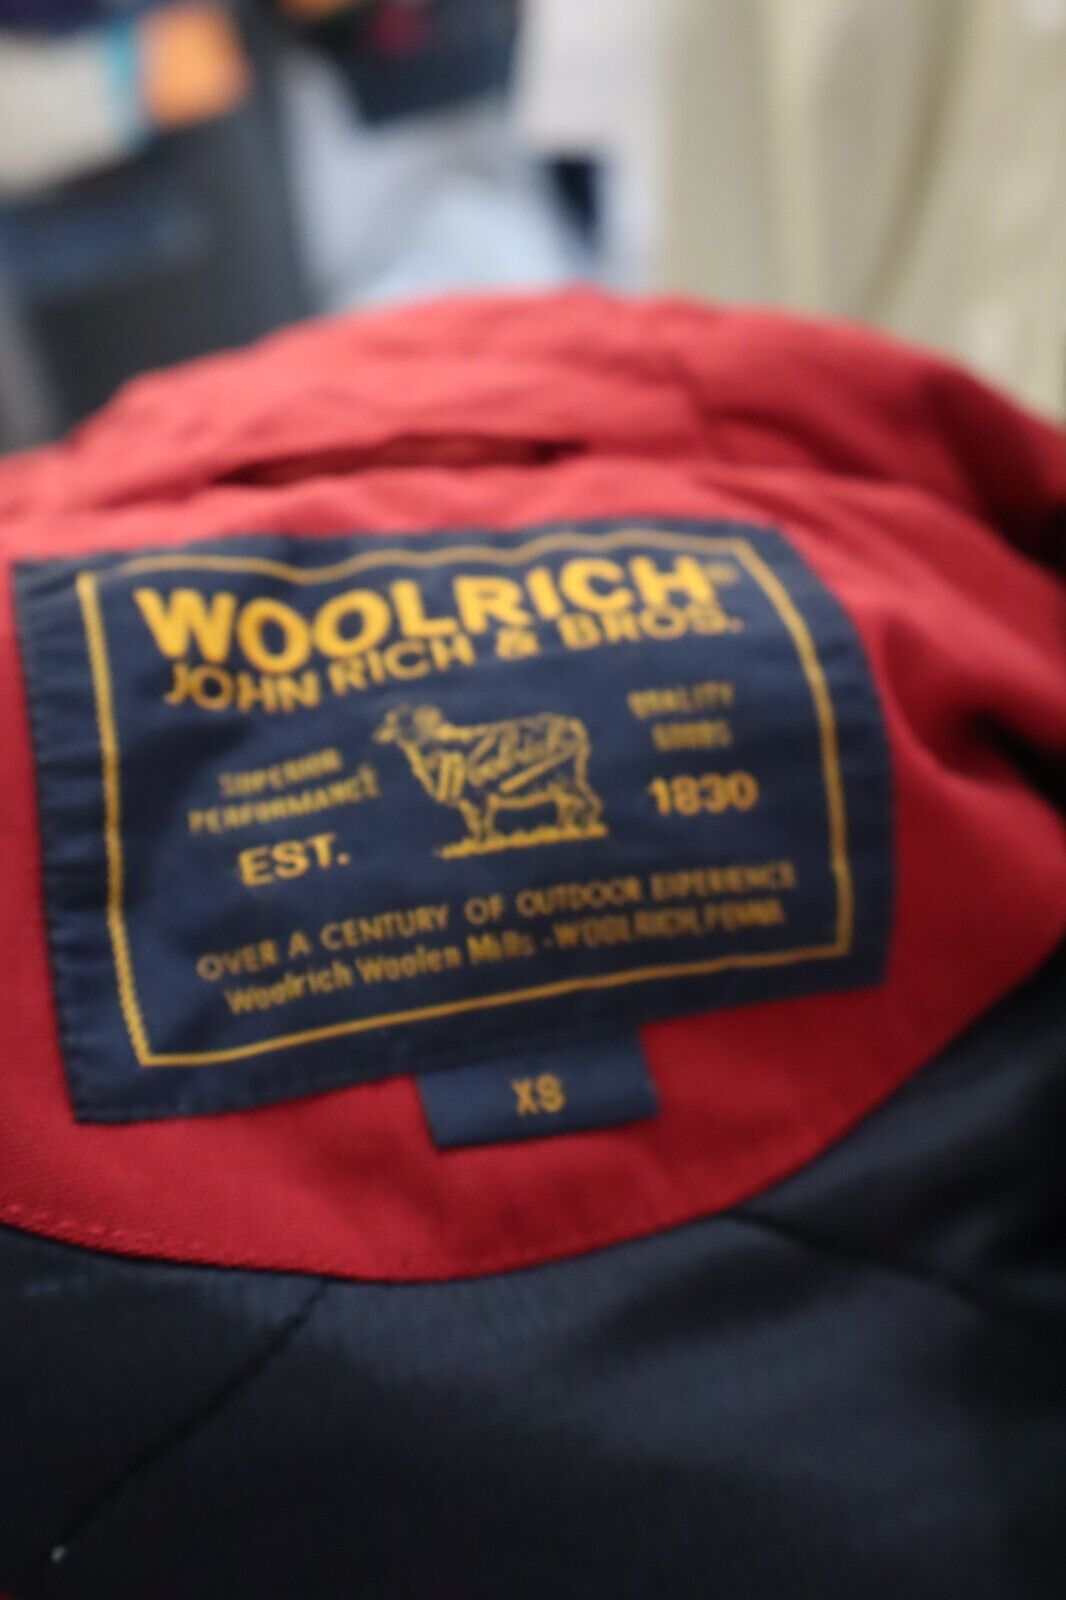 WOOLRICH®
JOHN RICH & BROS.
SUPERIOR
PERFORMANCE
Woolrich
QUALITY
GOODS
EST. 1830
OVER A CENTURY OF OUTDOOR EXPERIENCE
Woolrich Woolen Mills - WOOLRICH, PENNA
XS